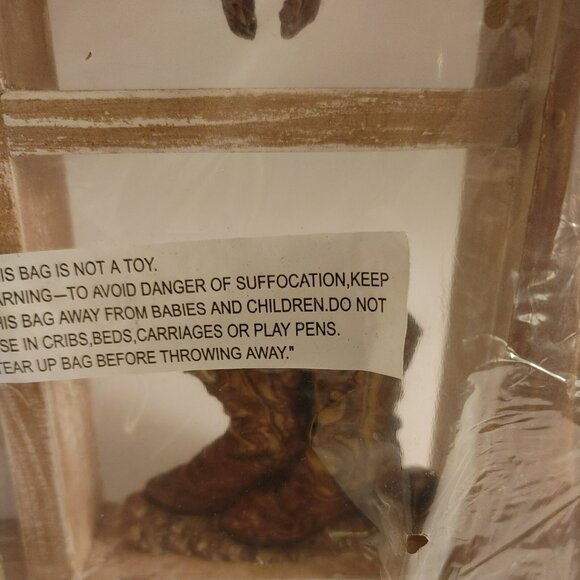 IS BAG IS NOT A TOY.
ARNING—TO AVOID DANGER OF SUFFOCATION,KEEP
HIS BAG AWAY FROM BABIES AND CHILDREN.DO NOT
SE IN CRIBS,BEDS,CARRIAGES OR PLAY PENS.
TEAR UP BAG BEFORE THROWING AWAY."